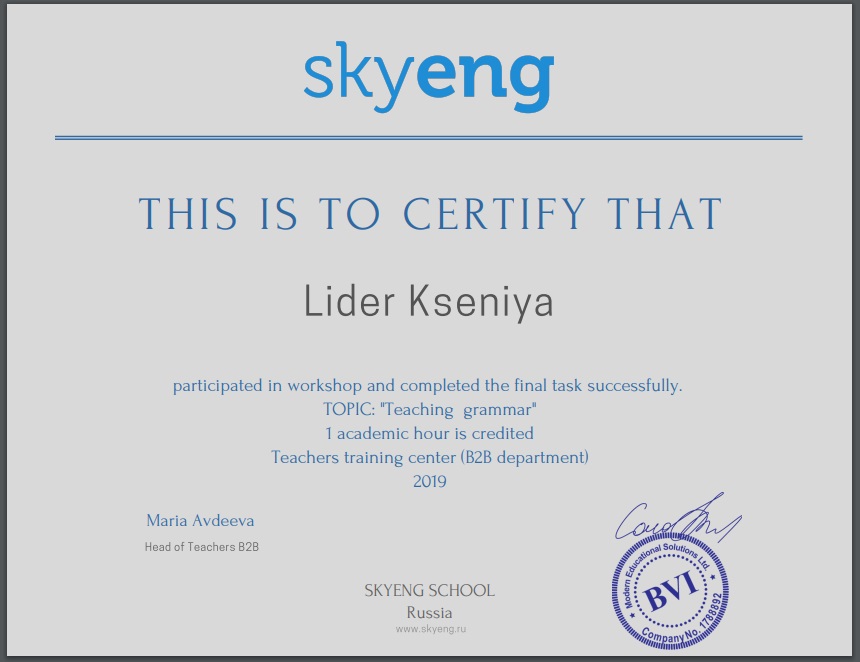 skyeng
THIS IS TO CERTIFY THAT
Lider Kseniya
participated in workshop and completed the final task successfully.
TOPIC: "Teaching grammar"
1 academic hour is credited
Teachers training center (B2B department)
2019
Maria Avdeeva
Head of Teachers B2B
SKYENG SCHOOL
Russia
www.skyeng.ru
Modern Educational Solutions Ltd.
BVI
Company No. 1788892